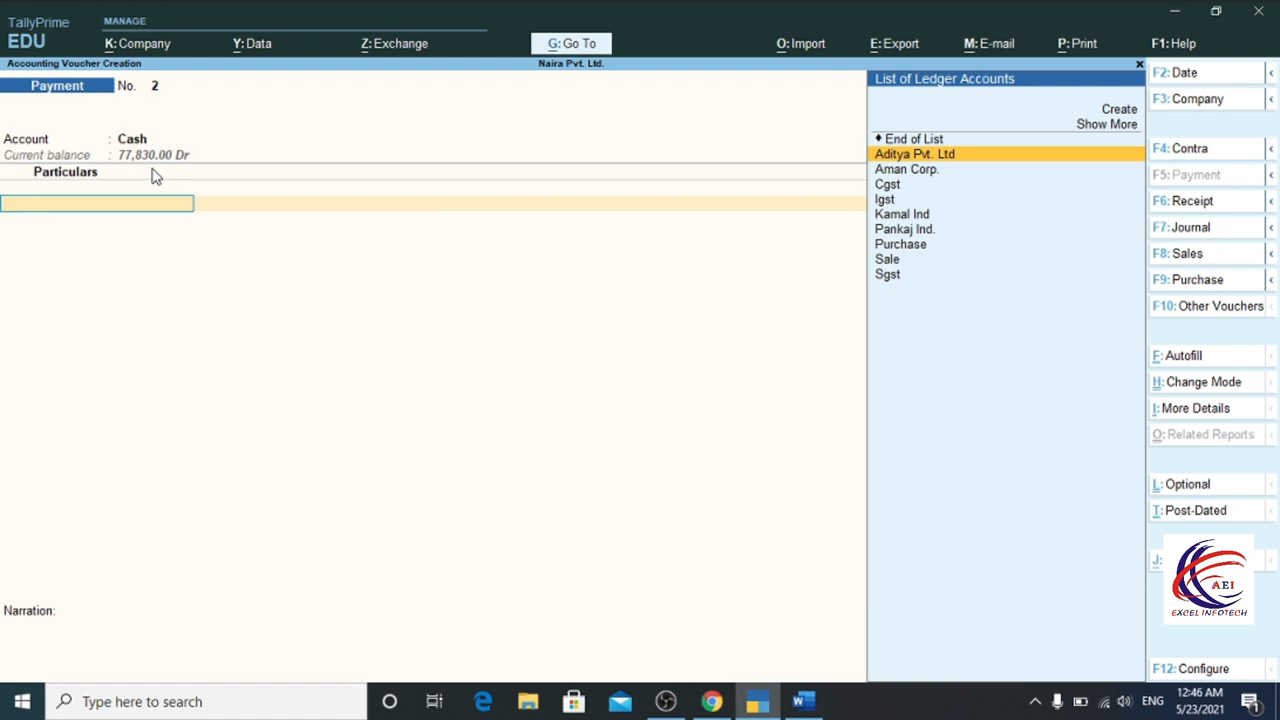 TallyPrime
EDU
MANAGE
K: Company
Y: Data
Z: Exchange
G: Go To
O: Import
E: Export
M: E-mail
P: Print
F1: Help
Accounting Voucher Creation
Naira Pvt. Ltd.
Payment No. 2
Account : Cash
Current balance : 77,830.00 Dr
Particulars
Narration:
List of Ledger Accounts
Create
Show More
♦ End of List
Aditya Pvt. Ltd
Aman Corp.
Cgst
Igst
Kamal Ind
Pankaj Ind.
Purchase
Sale
Sgst
F2: Date
F3: Company
F4: Contra
F5: Payment
F6: Receipt
F7: Journal
F8: Sales
F9: Purchase
F10: Other Vouchers
F: Autofill
H: Change Mode
I: More Details
O: Related Reports
L: Optional
T: Post-Dated
J:
AEI
EXCEL INFOTECH
F12: Configure
Type here to search
ENG
12:46 AM
5/23/2021
1